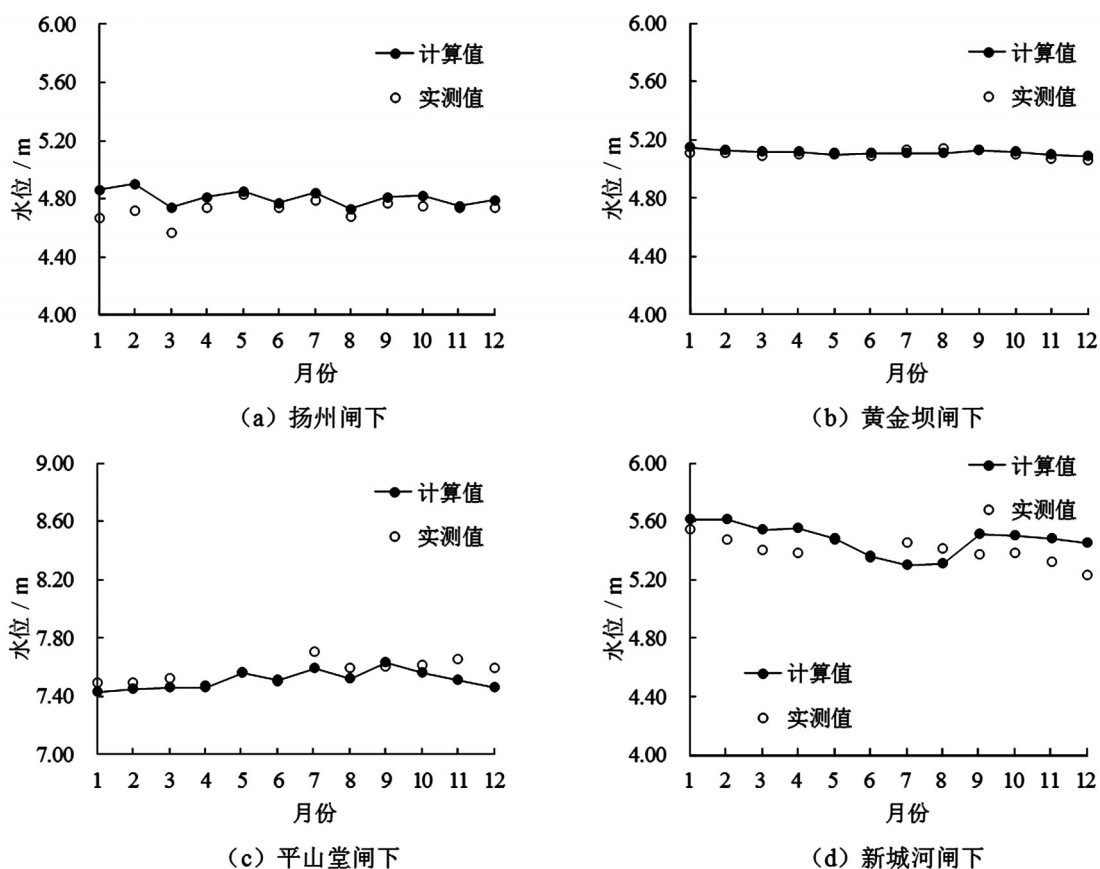 6.00
5.60
5.20
4.80
4.40
4.00
水位 / m
计算值
实测值
1 2 3 4 5 6 7 8 9 10 11 12
月份
(a) 扬州闸下
6.00
5.60
5.20
4.80
4.40
4.00
水位 / m
计算值
实测值
1 2 3 4 5 6 7 8 9 10 11 12
月份
(b) 黄金坝闸下
9.00
8.60
8.20
7.80
7.40
7.00
水位 / m
计算值
实测值
1 2 3 4 5 6 7 8 9 10 11 12
月份
(c) 平山堂闸下
6.00
5.60
5.20
4.80
4.40
4.00
水位 / m
计算值
实测值
计算值
实测值
1 2 3 4 5 6 7 8 9 10 11 12
月份
(d) 新城河闸下